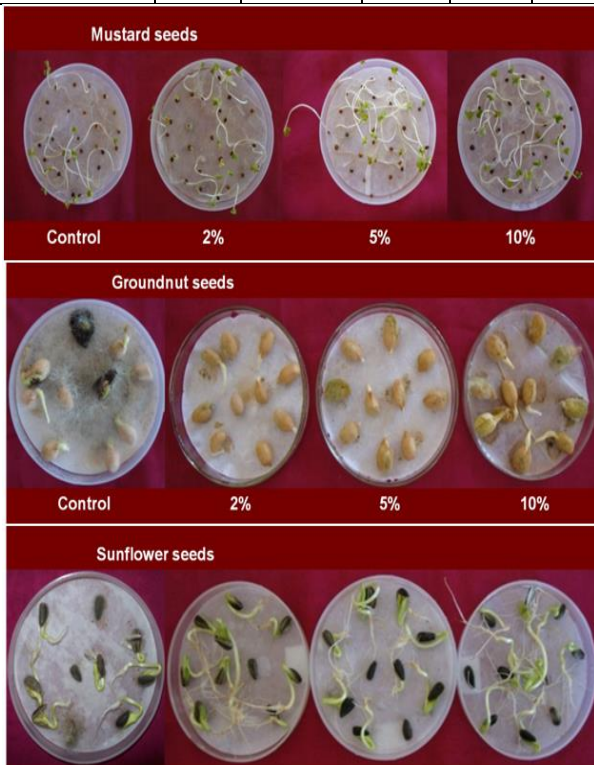 Mustard seeds
Control 2% 5% 10%
Groundnut seeds
Control 2% 5% 10%
Sunflower seeds